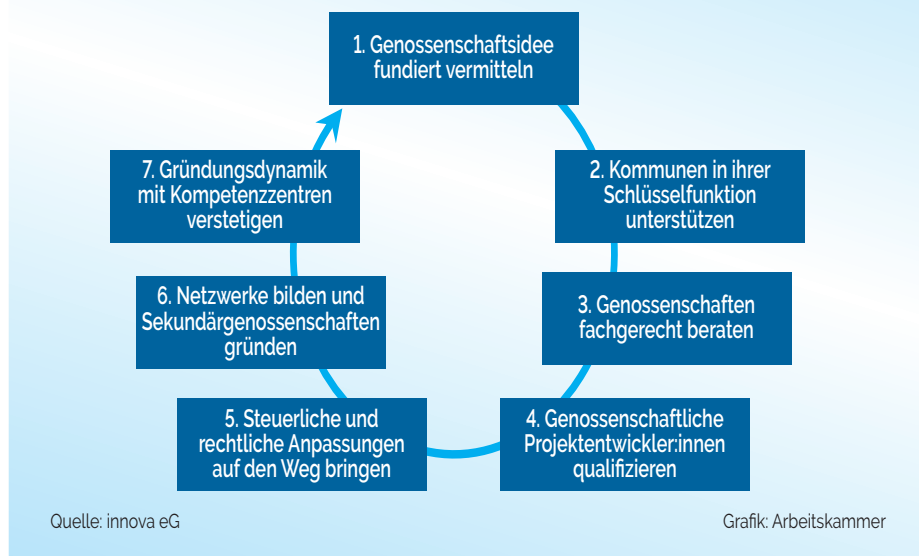 1. Genossenschaftsidee
fundiert vermitteln
2. Kommunen in ihrer
Schlüsselfunktion
unterstützen
3. Genossenschaften
fachgerecht beraten
4. Genossenschaftliche
Projektentwickler:innen
qualifizieren
5. Steuerliche und
rechtliche Anpassungen
auf den Weg bringen
6. Netzwerke bilden und
Sekundärgenossenschaften
gründen
7. Gründungsdynamik
mit Kompetenzzentren
verstetigen
Quelle: innova eG
Grafik: Arbeitskammer